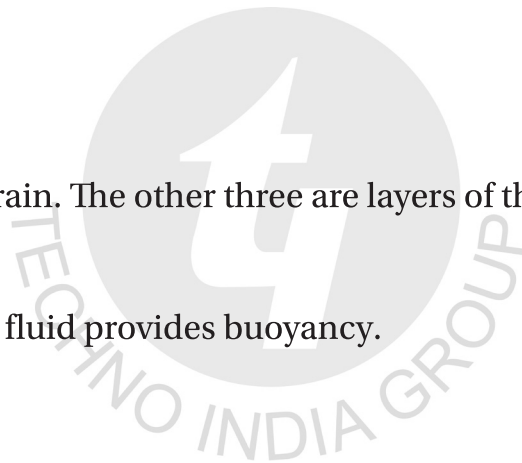 rain. The other three are layers of th
fluid provides buoyancy.
TECHNO INDIA GROUP